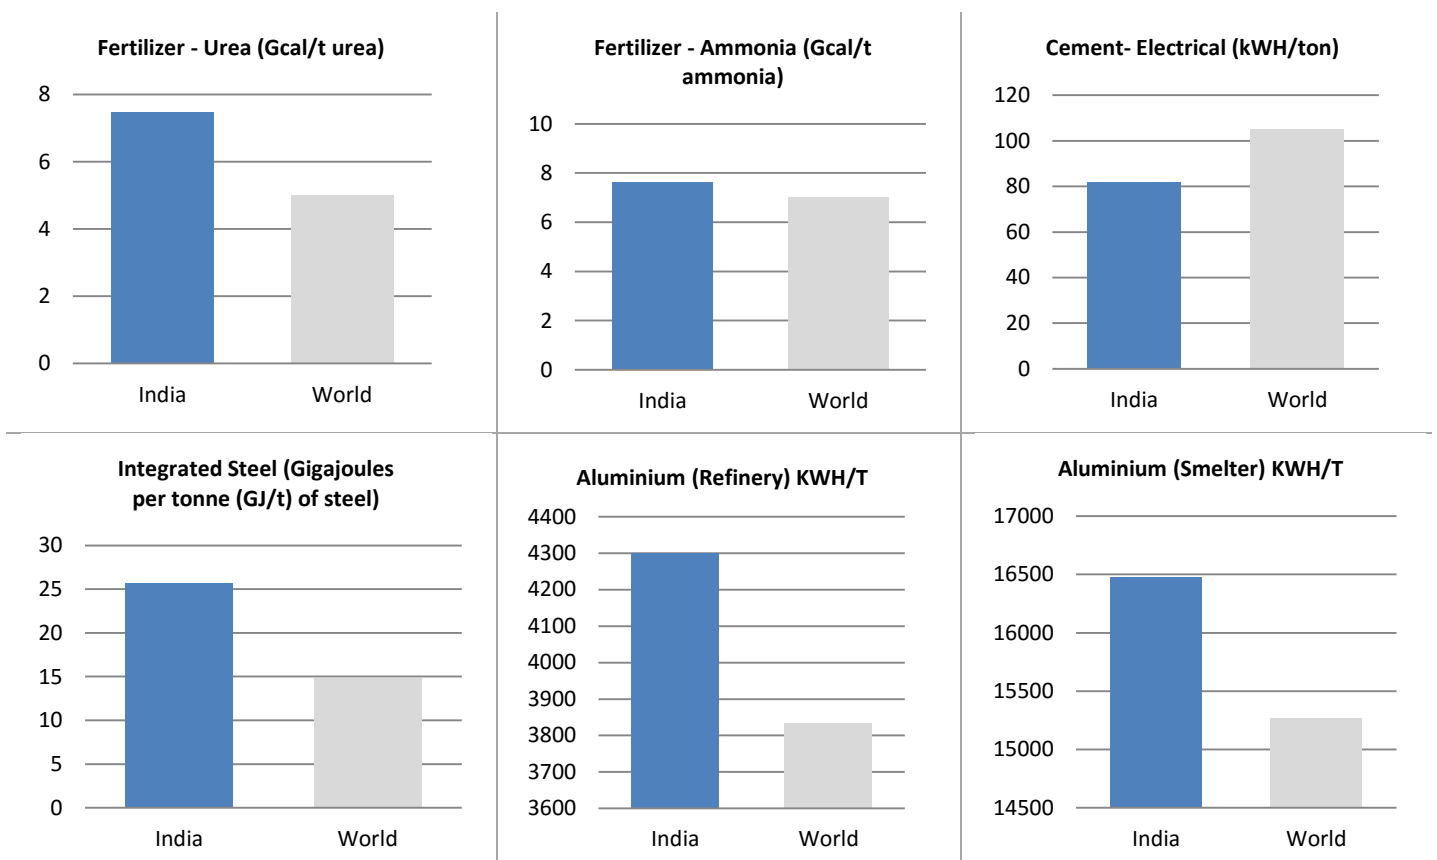 Fertilizer - Urea (Gcal/t urea)
8
6
4
2
0
India World
Fertilizer - Ammonia (Gcal/t
ammonia)
10
8
6
4
2
0
India World
Cement- Electrical (kWH/ton)
120
100
80
60
40
20
0
India World
Integrated Steel (Gigajoules
per tonne (GJ/t) of steel)
30
25
20
15
10
5
0
India World
Aluminium (Refinery) KWH/T
4400
4300
4200
4100
4000
3900
3800
3700
3600
India World
Aluminium (Smelter) KWH/T
17000
16500
16000
15500
15000
14500
India World